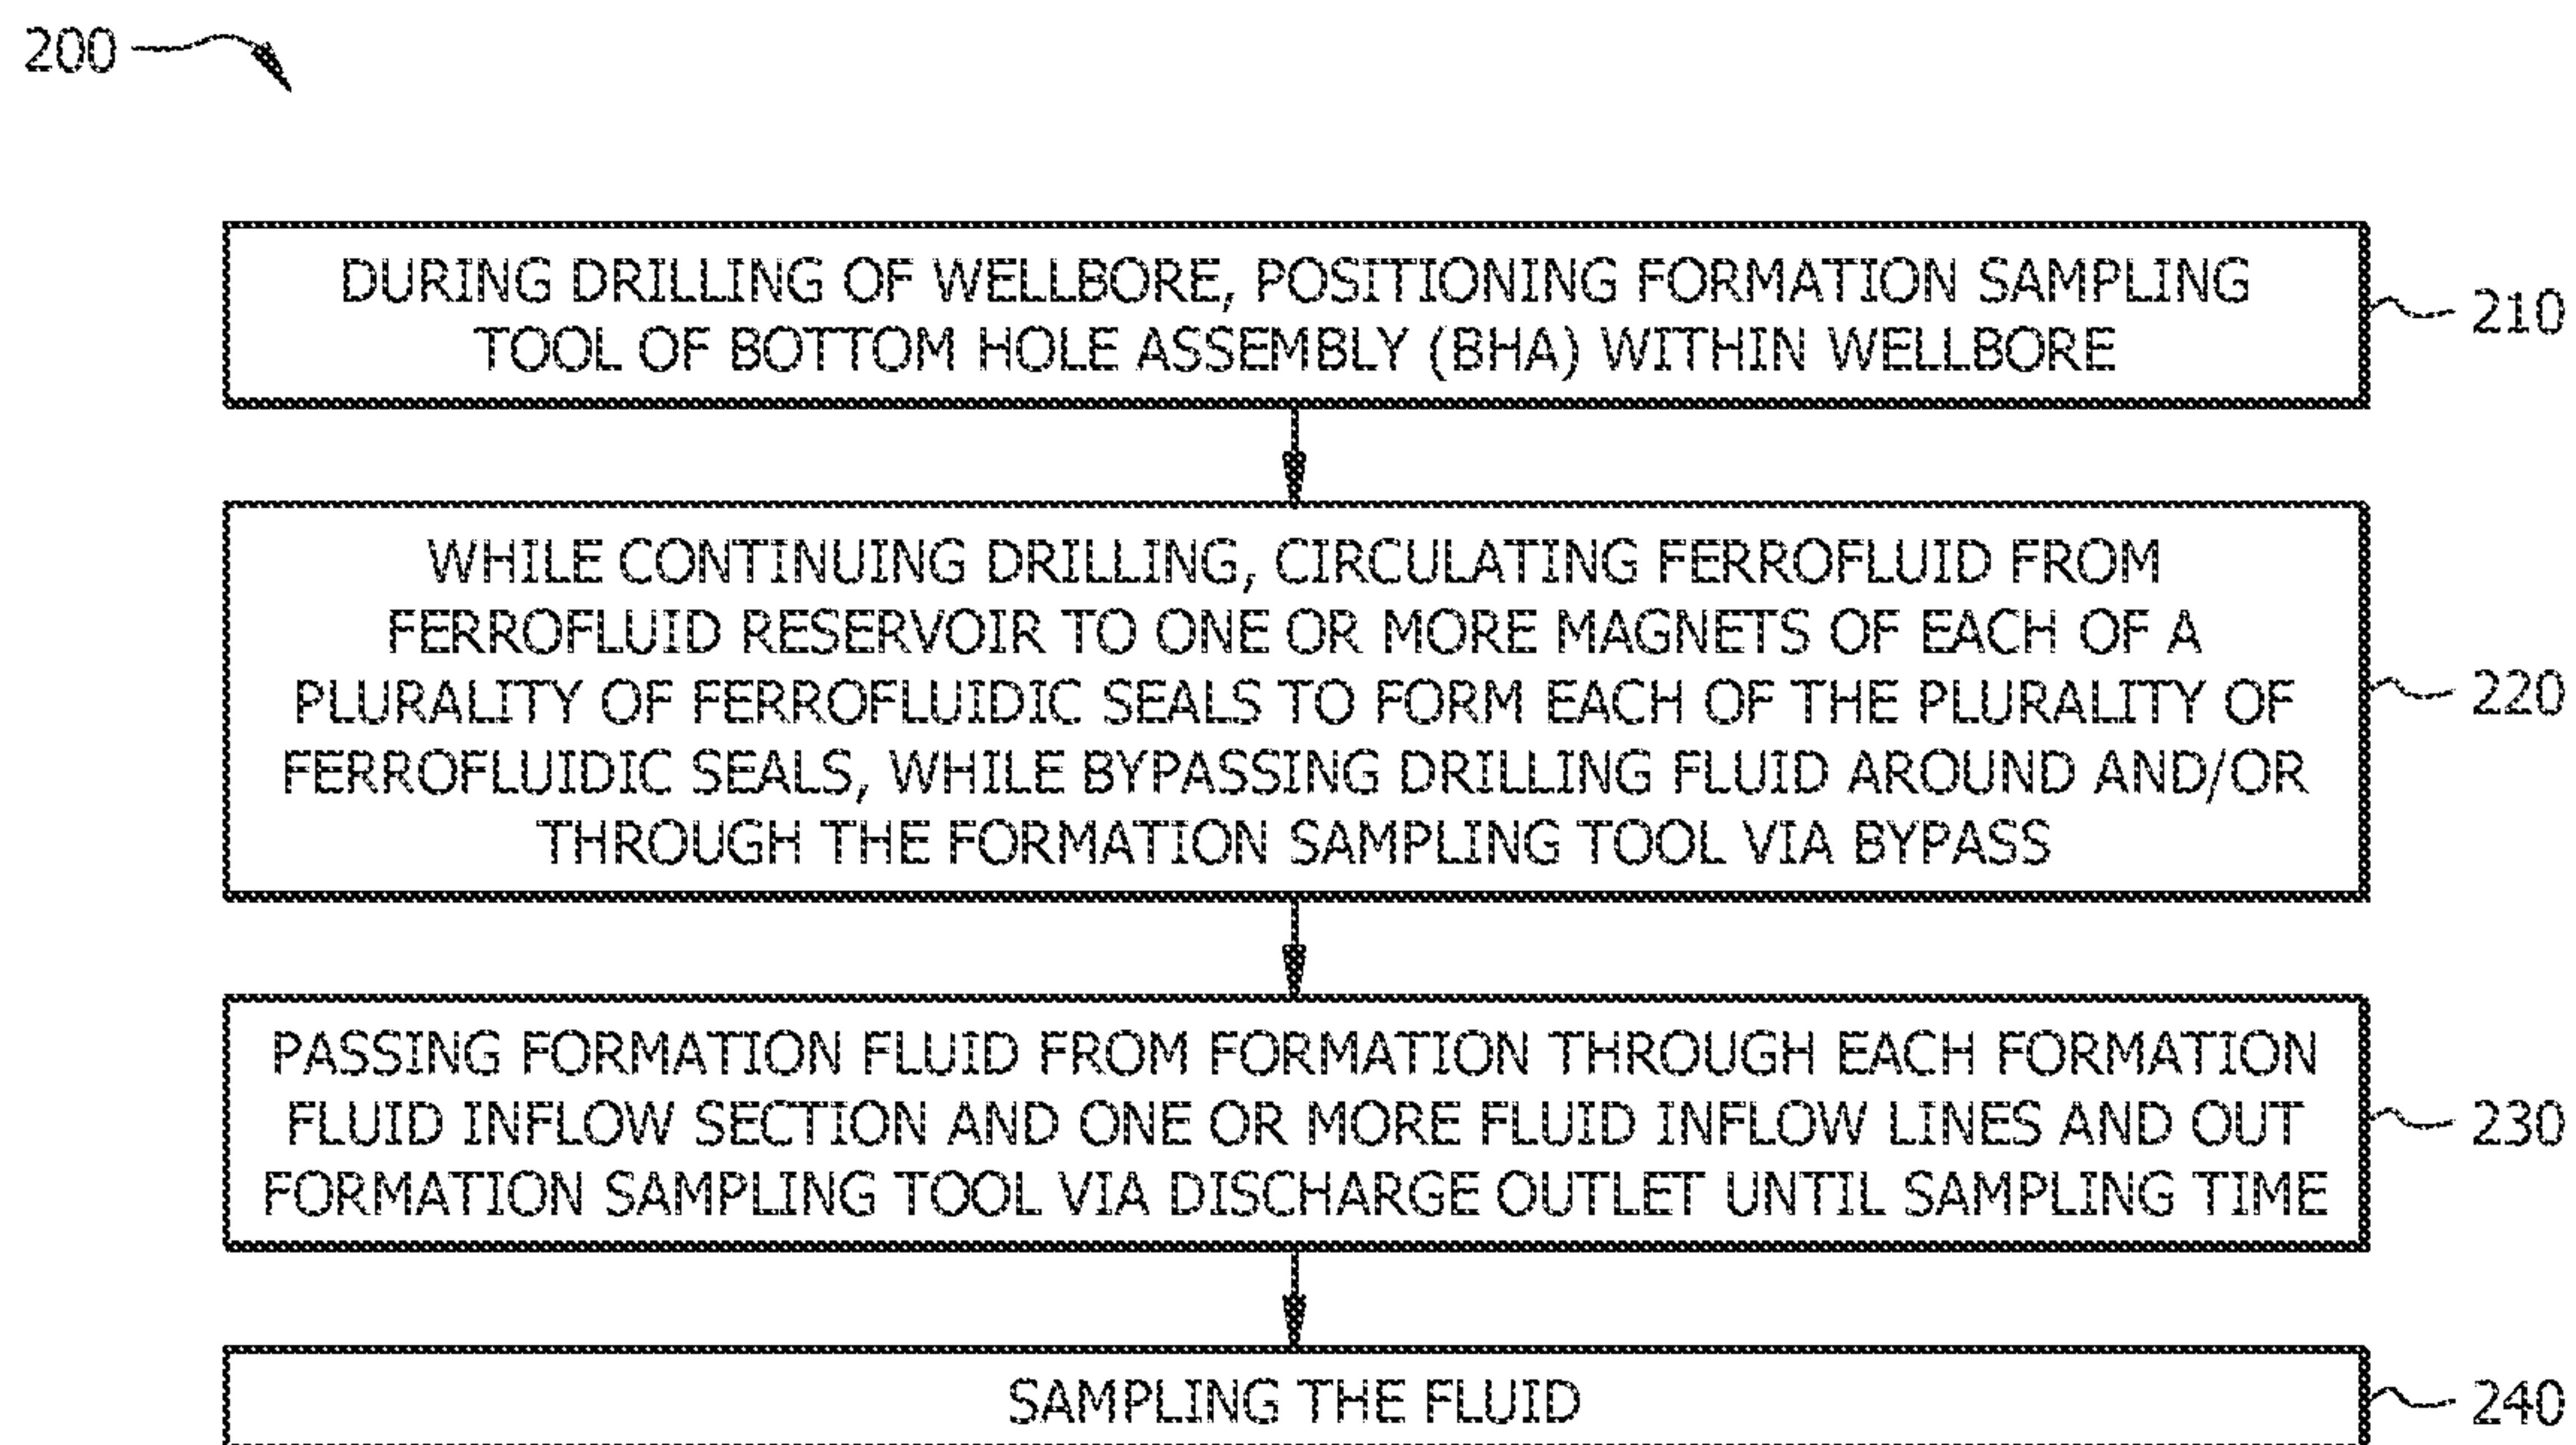 200
DURING DRILLING OF WELLBORE, POSITIONING FORMATION SAMPLING
TOOL OF BOTTOM HOLE ASSEMBLY (BHA) WITHIN WELLBORE
210
WHILE CONTINUING DRILLING, CIRCULATING FERROFLUID FROM
FERROFLUID RESERVOIR TO ONE OR MORE MAGNETS OF EACH OF A
PLURALITY OF FERROFLUIDIC SEALS TO FORM EACH OF THE PLURALITY OF
FERROFLUIDIC SEALS, WHILE BYPASSING DRILLING FLUID AROUND AND/OR
THROUGH THE FORMATION SAMPLING TOOL VIA BYPASS
220
PASSING FORMATION FLUID FROM FORMATION THROUGH EACH FORMATION
FLUID INFLOW SECTION AND ONE OR MORE FLUID INFLOW LINES AND OUT
FORMATION SAMPLING TOOL VIA DISCHARGE OUTLET UNTIL SAMPLING TIME
230
SAMPLING THE FLUID
240